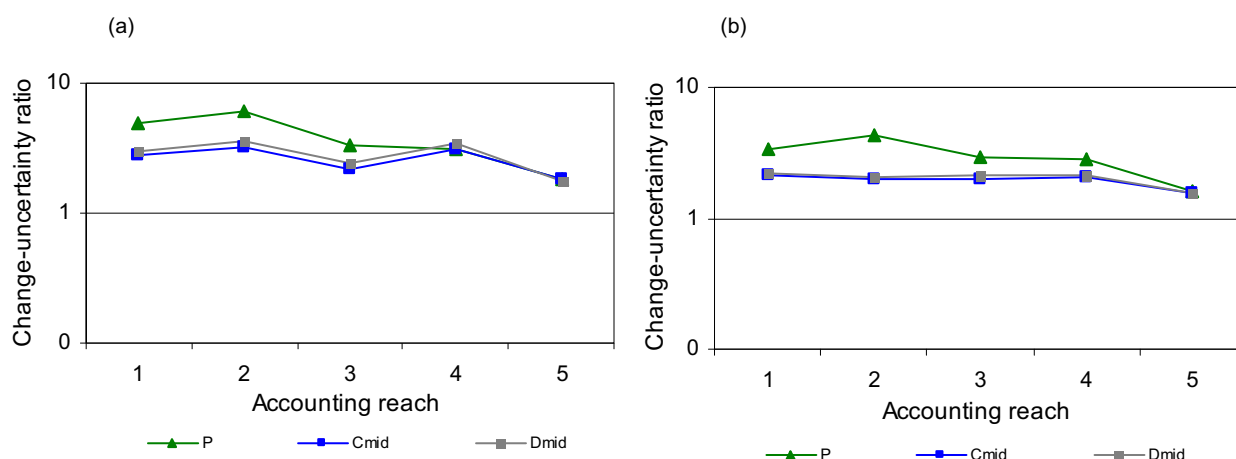 (a)
Change-uncertainty ratio
10
1
0
1 2 3 4 5
Accounting reach
P Cmid Dmid
(b)
Change-uncertainty ratio
10
1
0
1 2 3 4 5
Accounting reach
P Cmid Dmid